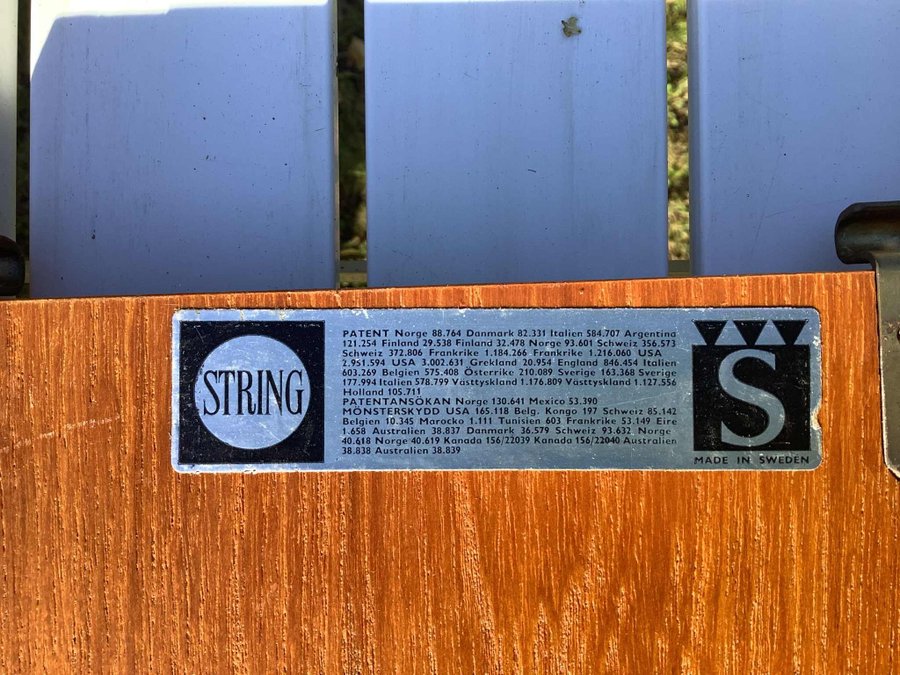 STRING
PATENT Norge 88.764 Danmark 82.331 Italien 584.707 Argentina
121.254 Finland 29.538 Finland 32.478 Norge 93.601 Schweiz 356.573
Schweiz 372.806 Frankrike 1.184.266 Frankrike 1.216.060 USA
2.951.594 USA 3.002.631 Grekland 20.954 England 846.454 Italien
603.269 Belgien 575.408 Österrike 210.089 Sverige 163.368 Sverige
177.994 Italien 578.799 Västtyskland 1.176.809 Västtyskland 1.127.556
Holland 105.711
PATENTANSÖKAN Norge 130.641 Mexico 53.390
MÖNSTERSKYDD USA 165.118 Belg. Kongo 197 Schweiz 85.142
Belgien 10.345 Marocko 1.111 Tunisien 603 Frankrike 53.149 Eire
1.658 Australien 38.837 Danmark 36.579 Schweiz 93.632 Norge
40.618 Norge 40.619 Kanada 156/22039 Kanada 156/22040 Australien
38.838 Australien 38.839
S
MADE IN SWEDEN